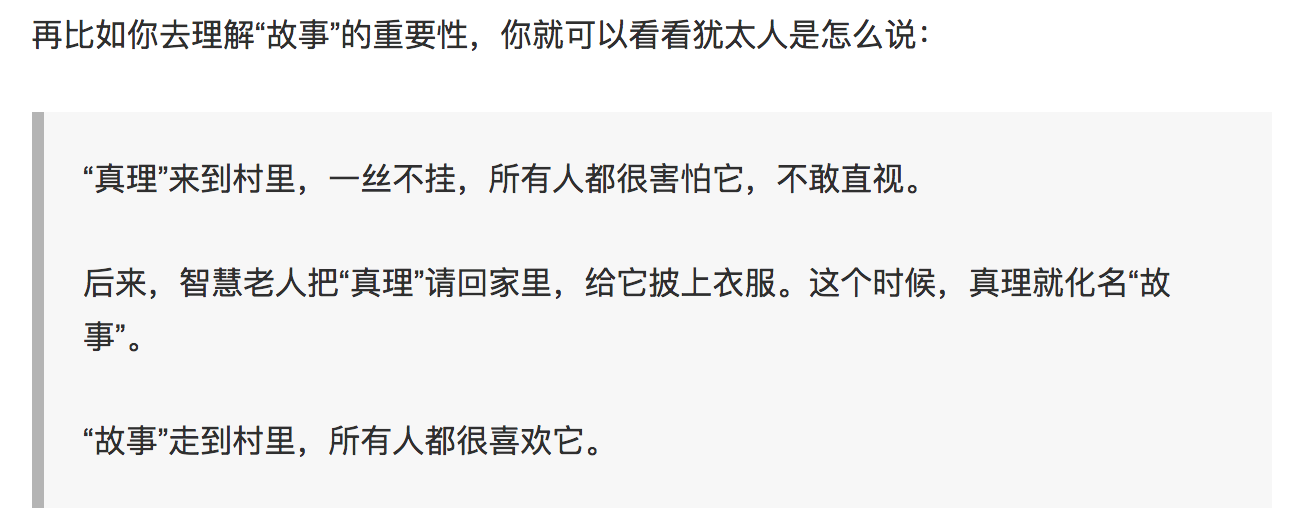 再比如你去理解“故事”的重要性，你就可以看看犹太人是怎么说：
“真理”来到村里，一丝不挂，所有人都很害怕它，不敢直视。
后来，智慧老人把“真理”请回家里，给它披上衣服。这个时候，真理就化名“故
事”。
“故事”走到村里，所有人都很喜欢它。